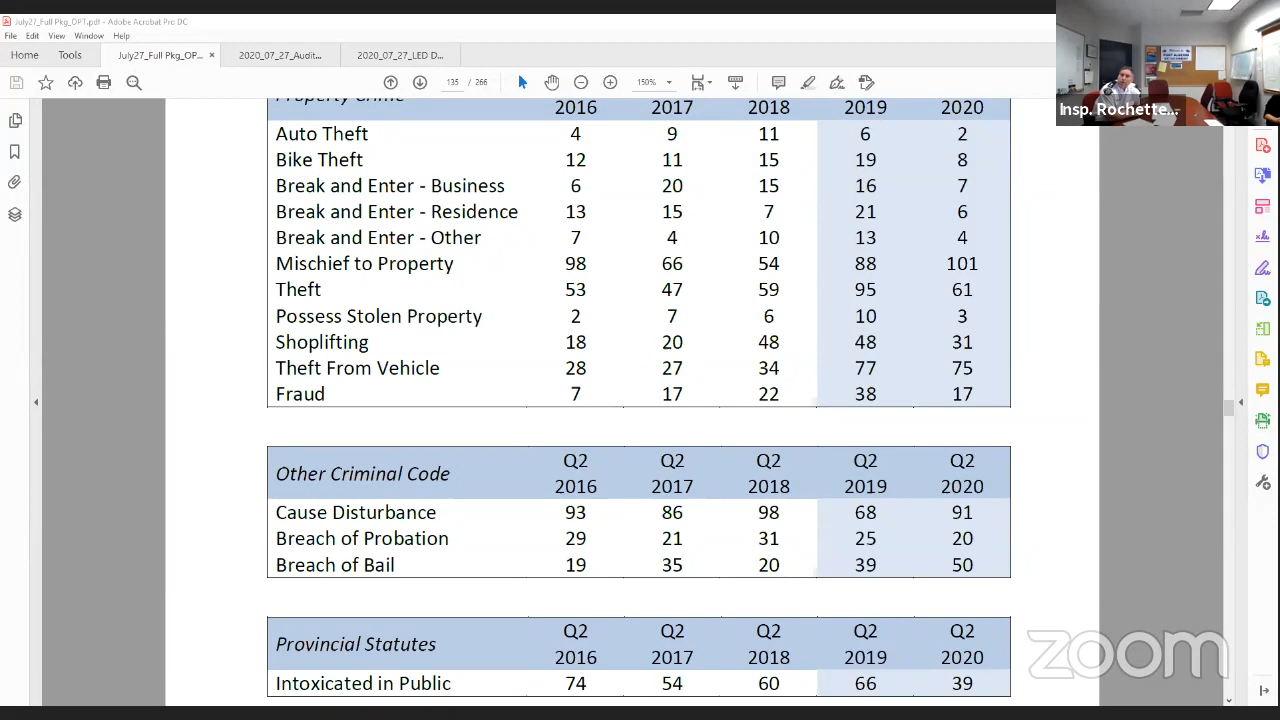 July27_Full Pkg_OPT.pdf - Adobe Acrobat Pro DC
File Edit View Window Help
Home Tools July27_Full Pkg_OP... × 2020_07_27_Audit... 2020_07_27_LED D...
135 / 266 150%
Insp. Rochette...
Property Crime 2016 2017 2018 2019 2020
Auto Theft 4 9 11 6 2
Bike Theft 12 11 15 19 8
Break and Enter - Business 6 20 15 16 7
Break and Enter - Residence 13 15 7 21 6
Break and Enter - Other 7 4 10 13 4
Mischief to Property 98 66 54 88 101
Theft 53 47 59 95 61
Possess Stolen Property 2 7 6 10 3
Shoplifting 18 20 48 48 31
Theft From Vehicle 28 27 34 77 75
Fraud 7 17 22 38 17
Q2 Q2 Q2 Q2 Q2
Other Criminal Code
2016 2017 2018 2019 2020
Cause Disturbance 93 86 98 68 91
Breach of Probation 29 21 31 25 20
Breach of Bail 19 35 20 39 50
Q2 Q2 Q2 Q2 Q2
Provincial Statutes
2016 2017 2018 2019 2020
Intoxicated in Public 74 54 60 66 39
zoom